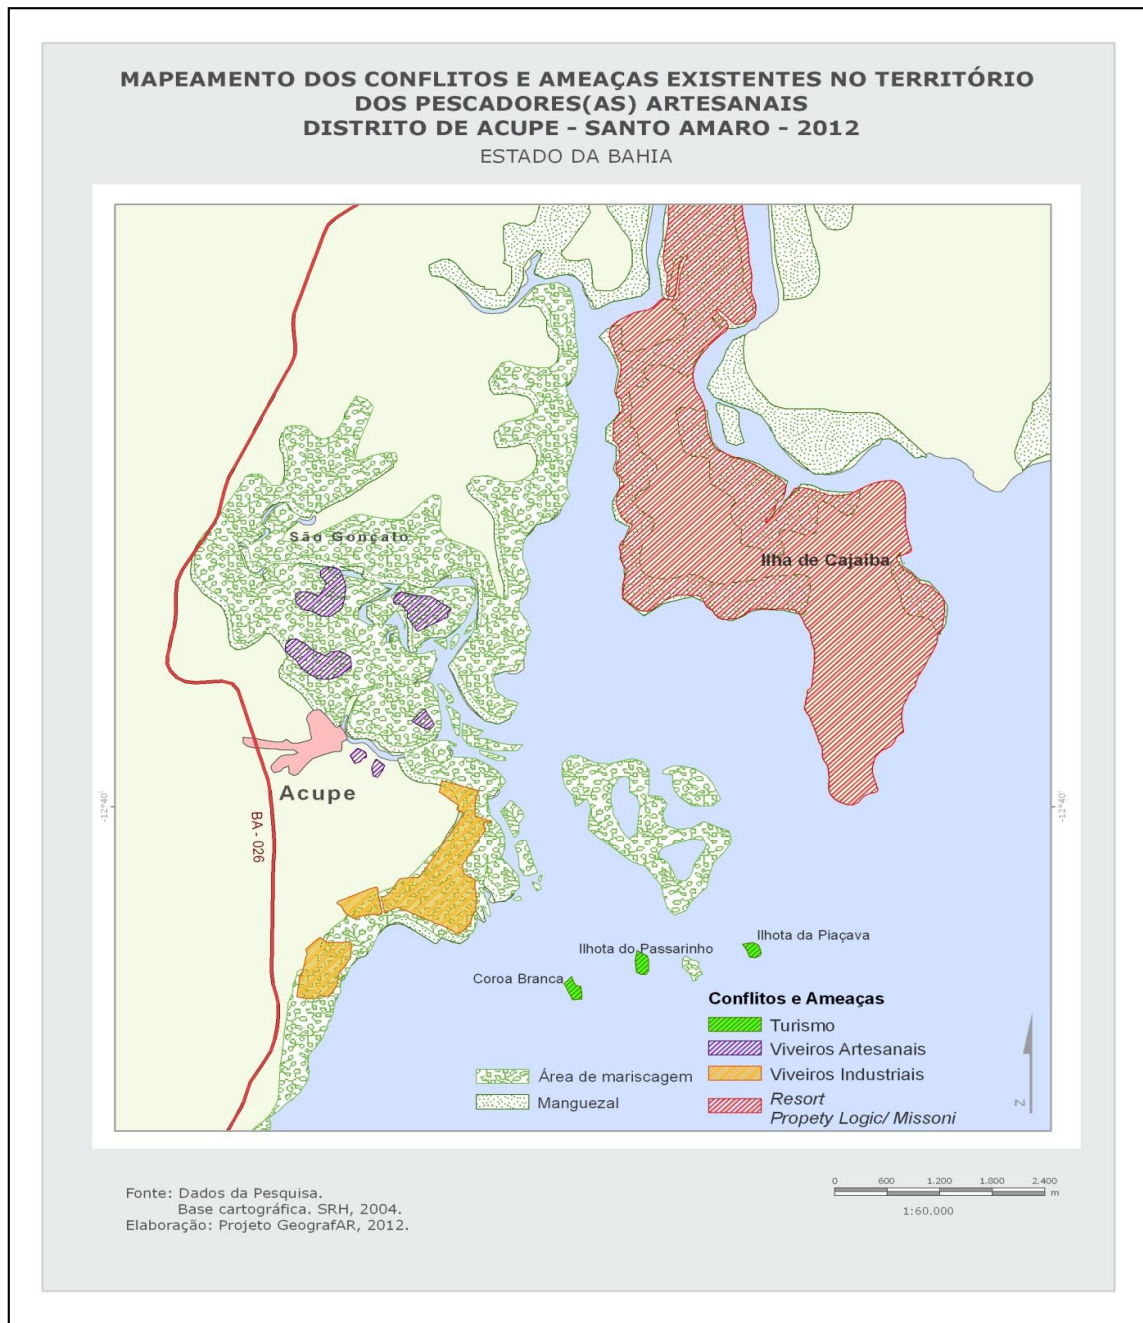 MAPEAMENTO DOS CONFLITOS E AMEAÇAS EXISTENTES NO TERRITÓRIO
DOS PESCADORES(AS) ARTESANAIS
DISTRITO DE ACUPE - SANTO AMARO - 2012
ESTADO DA BAHIA
São Gonçalo
Ilha de Cajaiba
Acupe
BA - 026
-12°40'
-12°40'
Ilhota da Piaçava
Ilhota do Passarinho
Coroa Branca
Conflitos e Ameaças
Turismo
Viveiros Artesanais
Viveiros Industriais
Resort
Propety Logic/ Missoni
Área de mariscagem
Manguezal
N
Fonte: Dados da Pesquisa.
Base cartográfica. SRH, 2004.
Elaboração: Projeto GeografAR, 2012.
0 600 1.200 1.800 2.400
m
1:60.000